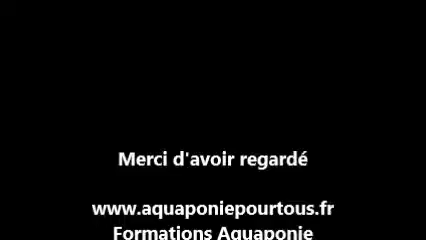 Merci d'avoir regardé
www.aquaponiepourtous.fr
Formations Aquaponie